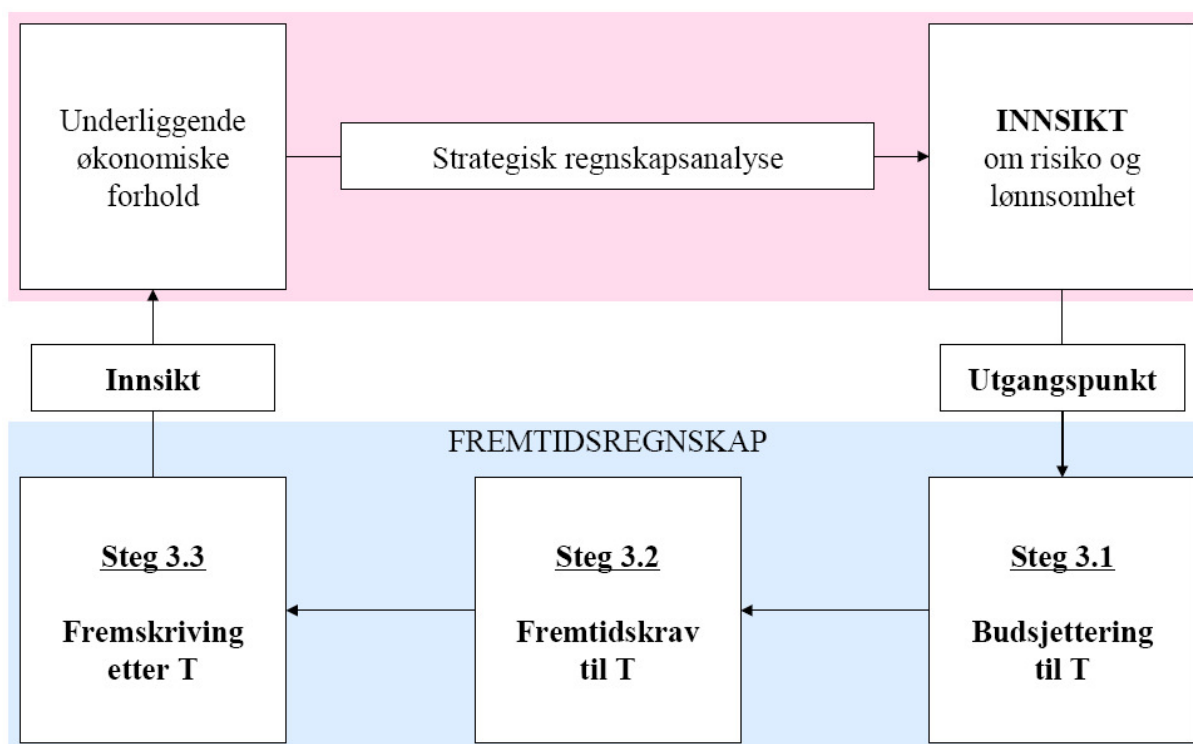 Underliggende
økonomiske
forhold
Strategisk regnskapsanalyse
INNSIKT
om risiko og
lønnsomhet
Innsikt
Utgangspunkt
FREMTIDSREGNSKAP
Steg 3.3
Fremskriving
etter T
Steg 3.2
Fremtidskrav
til T
Steg 3.1
Budsjettering
til T